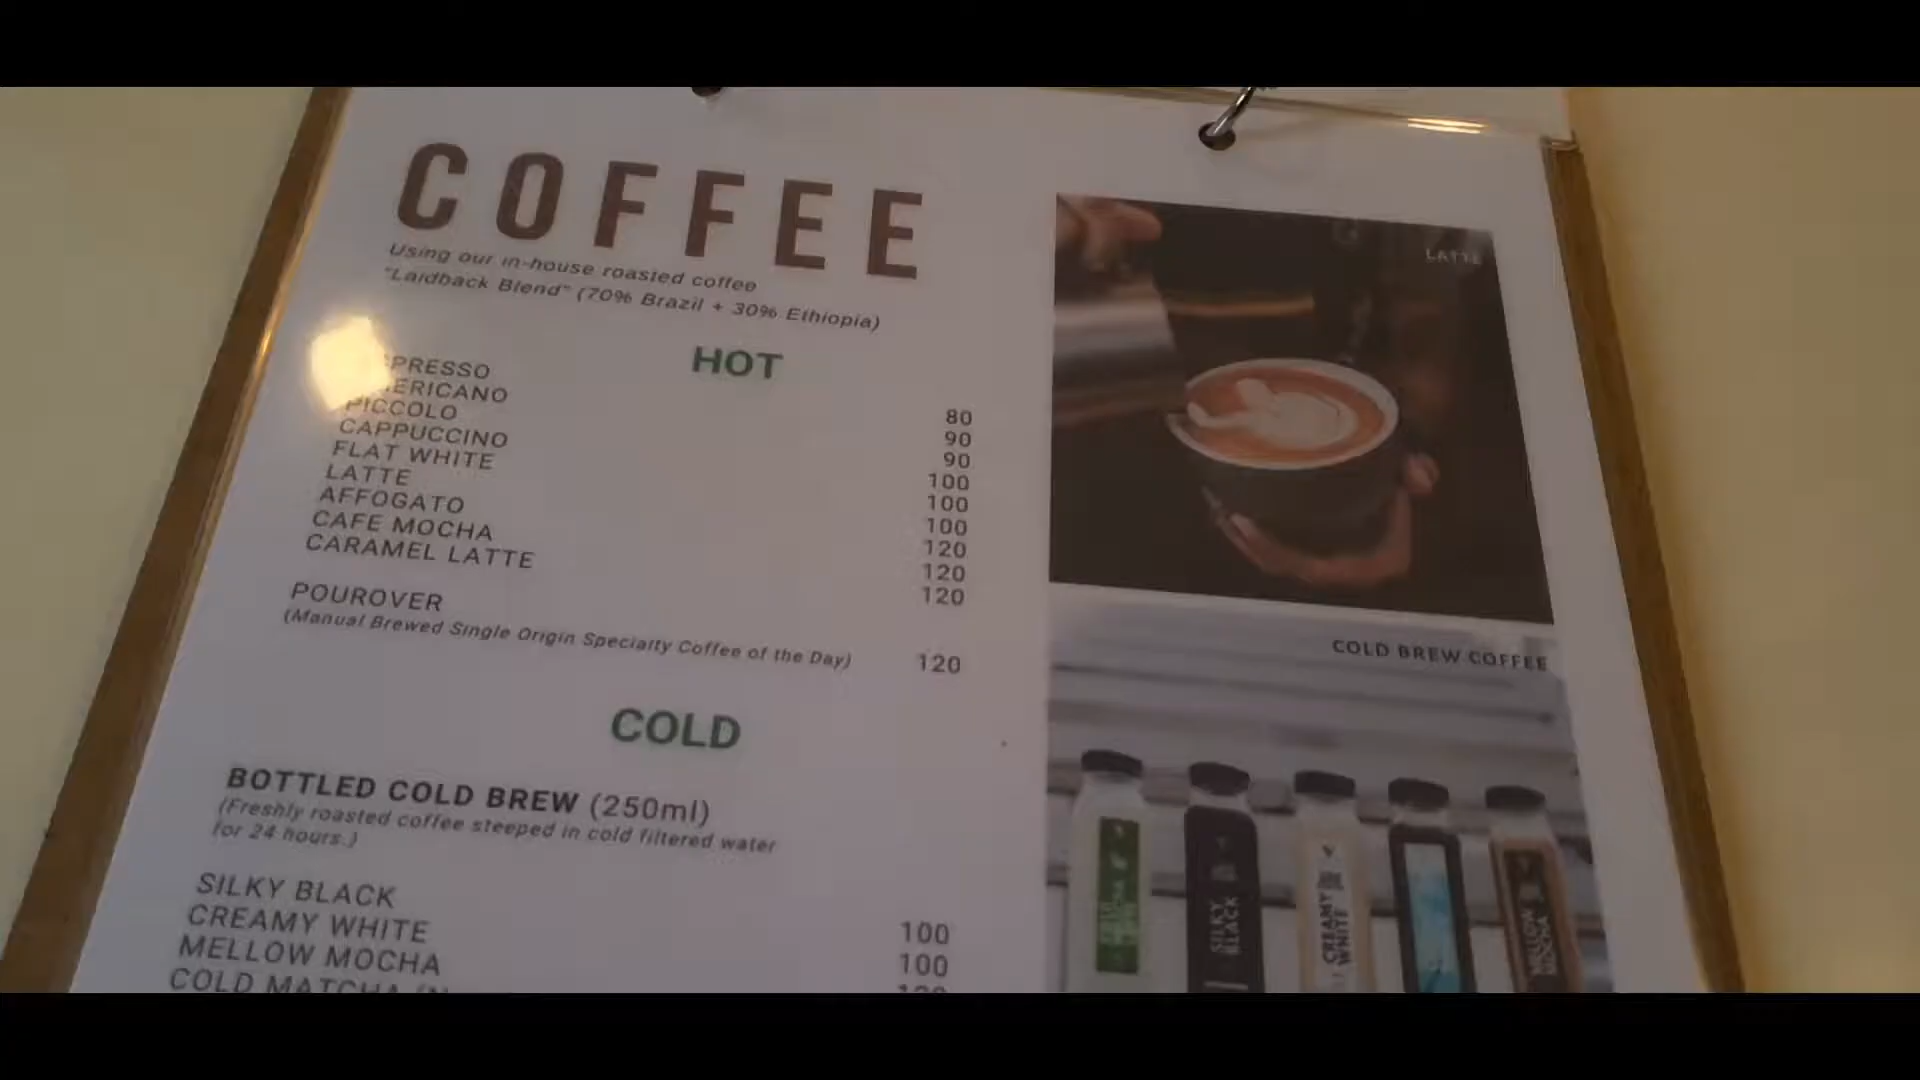 COFFEE
Using our in-house roasted coffee
"Laidback Blend" (70% Brazil + 30% Ethiopia)
HOT
PRESSO
ERICANO 80
PICCOLO 90
CAPPUCCINO 90
FLAT WHITE 100
LATTE 100
AFFOGATO 100
CAFE MOCHA 120
CARAMEL LATTE 120
120
POUROVER
(Manual Brewed Single Origin Specialty Coffee of the Day) 120
COLD
BOTTLED COLD BREW (250ml)
(Freshly roasted coffee steeped in cold filtered water
for 24 hours.)
SILKY BLACK
CREAMY WHITE 100
MELLOW MOCHA 100
COLD MATCHA
LATTE
COLD BREW COFFEE
SILKY
BLACK
CREAMY
WHITE
MELLOW
MOCHA